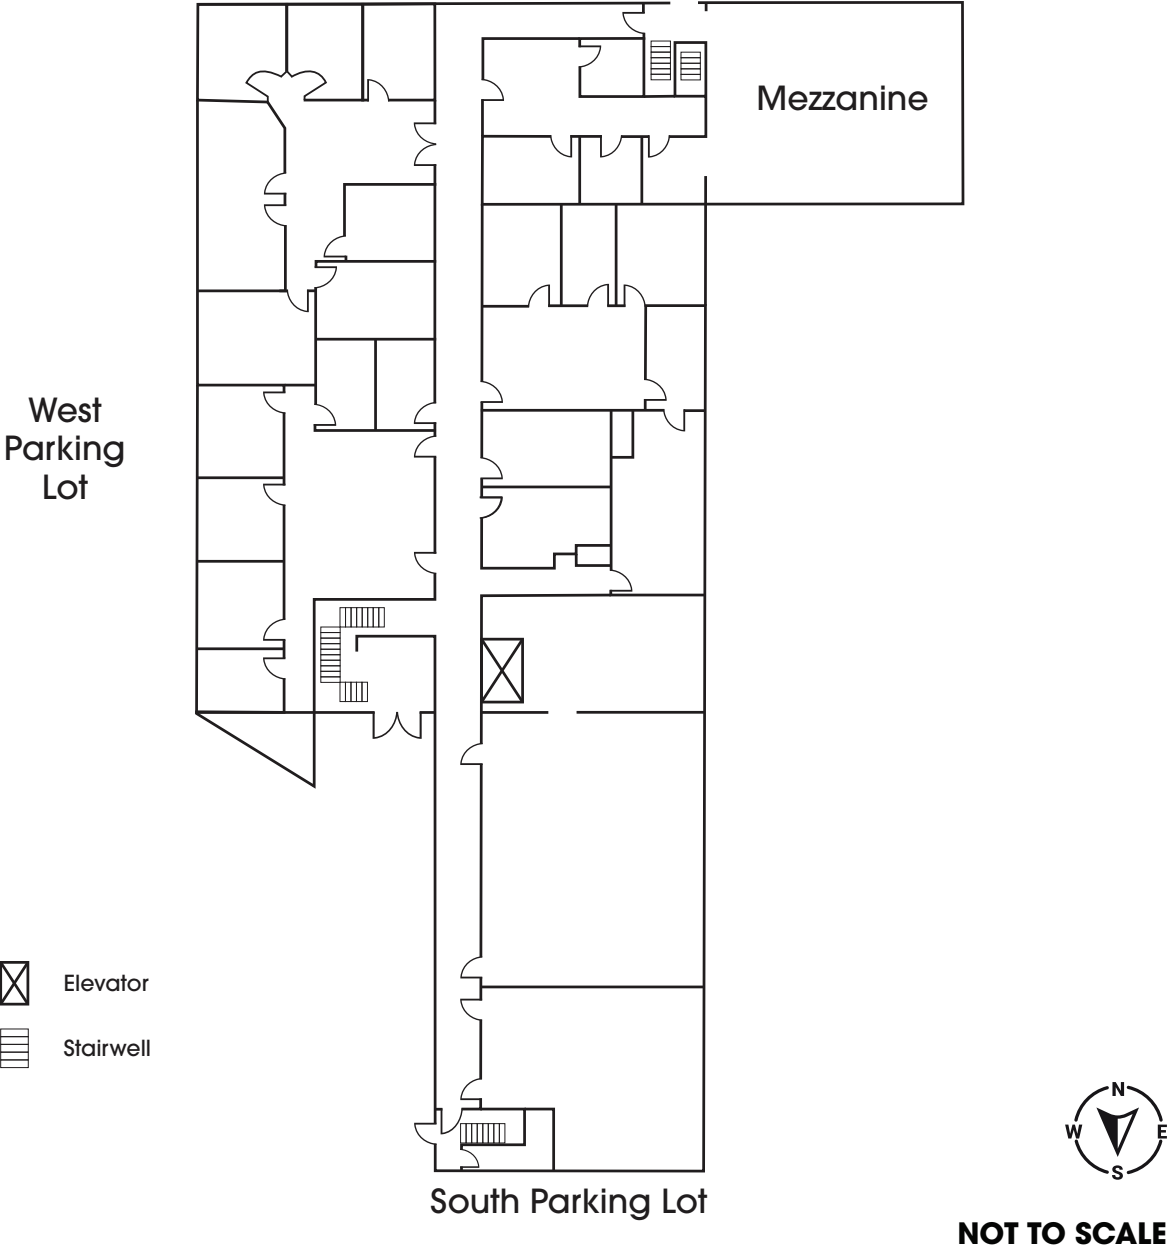 Mezzanine
West
Parking
Lot
Elevator
Stairwell
N
W E
S
South Parking Lot
NOT TO SCALE